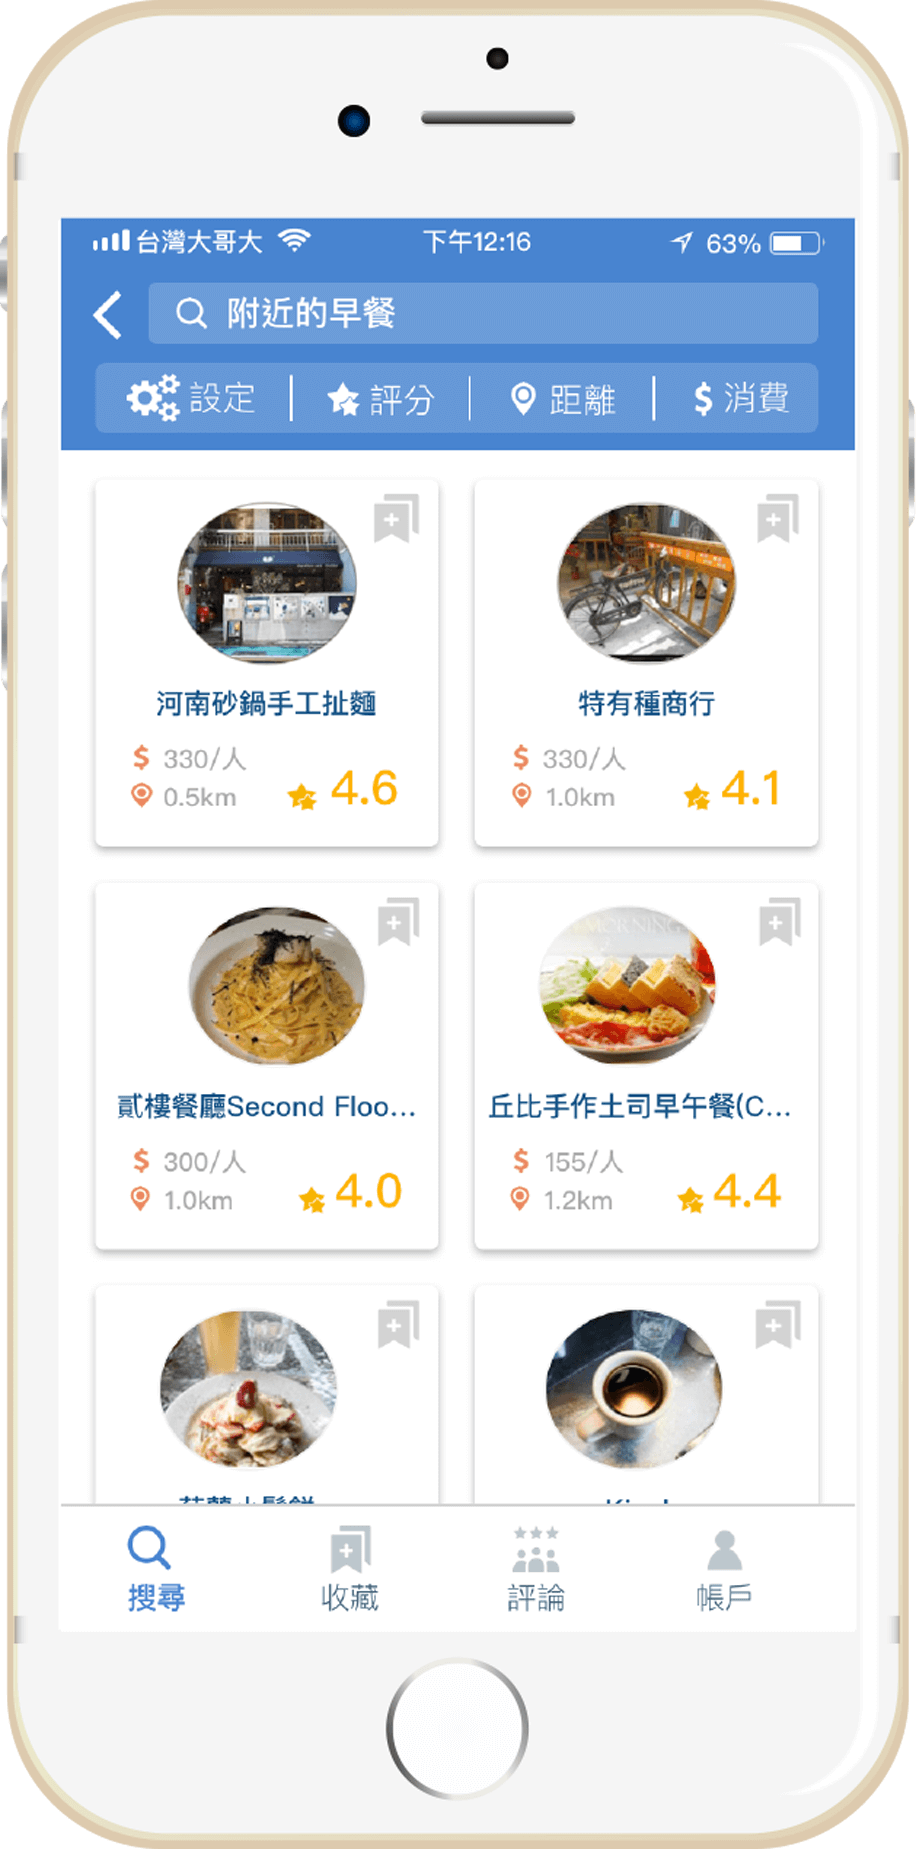 台灣大哥大 下午12:16 63%
附近的早餐
設定 評分 距離 $ 消費
河南砂鍋手工扯麵
$ 330/人
0.5km 4.6
特有種商行
$ 330/人
1.0km 4.1
貳樓餐廳Second Floo...
$ 300/人
1.0km 4.0
MORNING
丘比手作土司早午餐(C...
$ 155/人
1.2km 4.4
搜尋 收藏 評論 帳戶